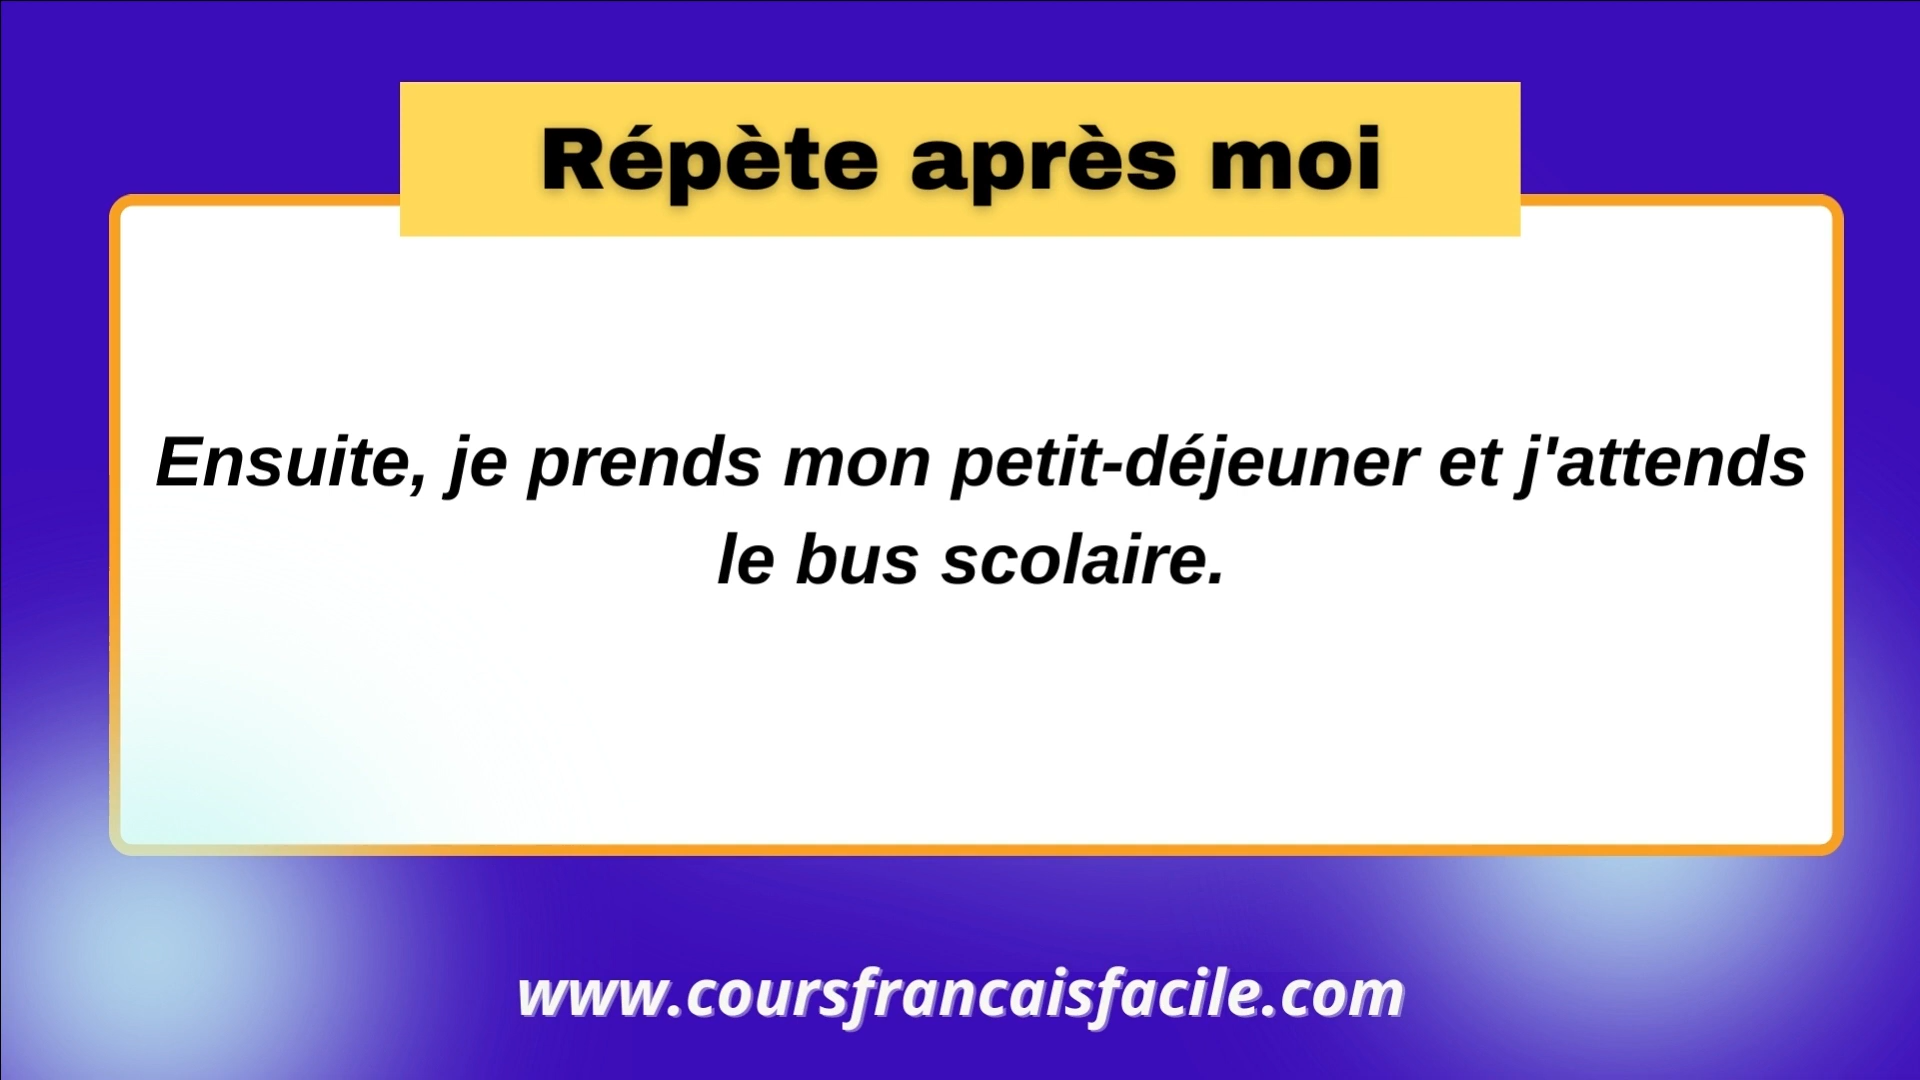 Répète après moi
Ensuite, je prends mon petit-déjeuner et j'attends
le bus scolaire.
www.coursfrancaisfacile.com